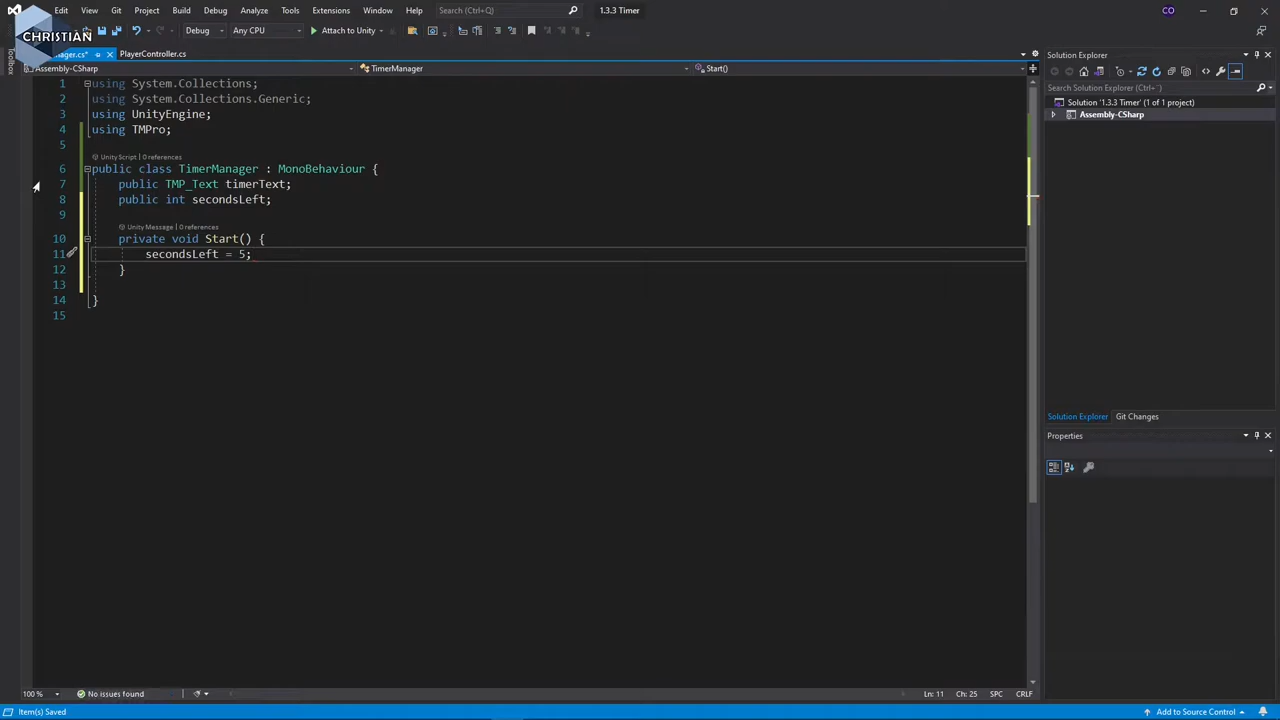 File Edit View Git Project Build Debug Analyze Tools Extensions Window Help Search (Ctrl+Q) 1.3.3 Timer CO
CHRISTIAN
Debug Any CPU Attach to Unity
PlayerController.cs
Assembly-CSharp TimerManager Start()
Toolbox
1 using System.Collections;
2 using System.Collections.Generic;
3 using UnityEngine;
4 using TMPro;
5
Unity Script | 0 references
6 public class TimerManager : MonoBehaviour {
7 public TMP_Text timerText;
8 public int secondsLeft;
9
Unity Message | 0 references
10 private void Start() {
11 secondsLeft = 5;
12 }
13
14 }
15
100 % No issues found Ln: 11 Ch: 25 SPC CRLF
Item(s) Saved Add to Source Control
Solution Explorer
Search Solution Explorer (Ctrl+')
Solution '1.3.3 Timer' (1 of 1 project)
Assembly-CSharp
Solution Explorer Git Changes
Properties